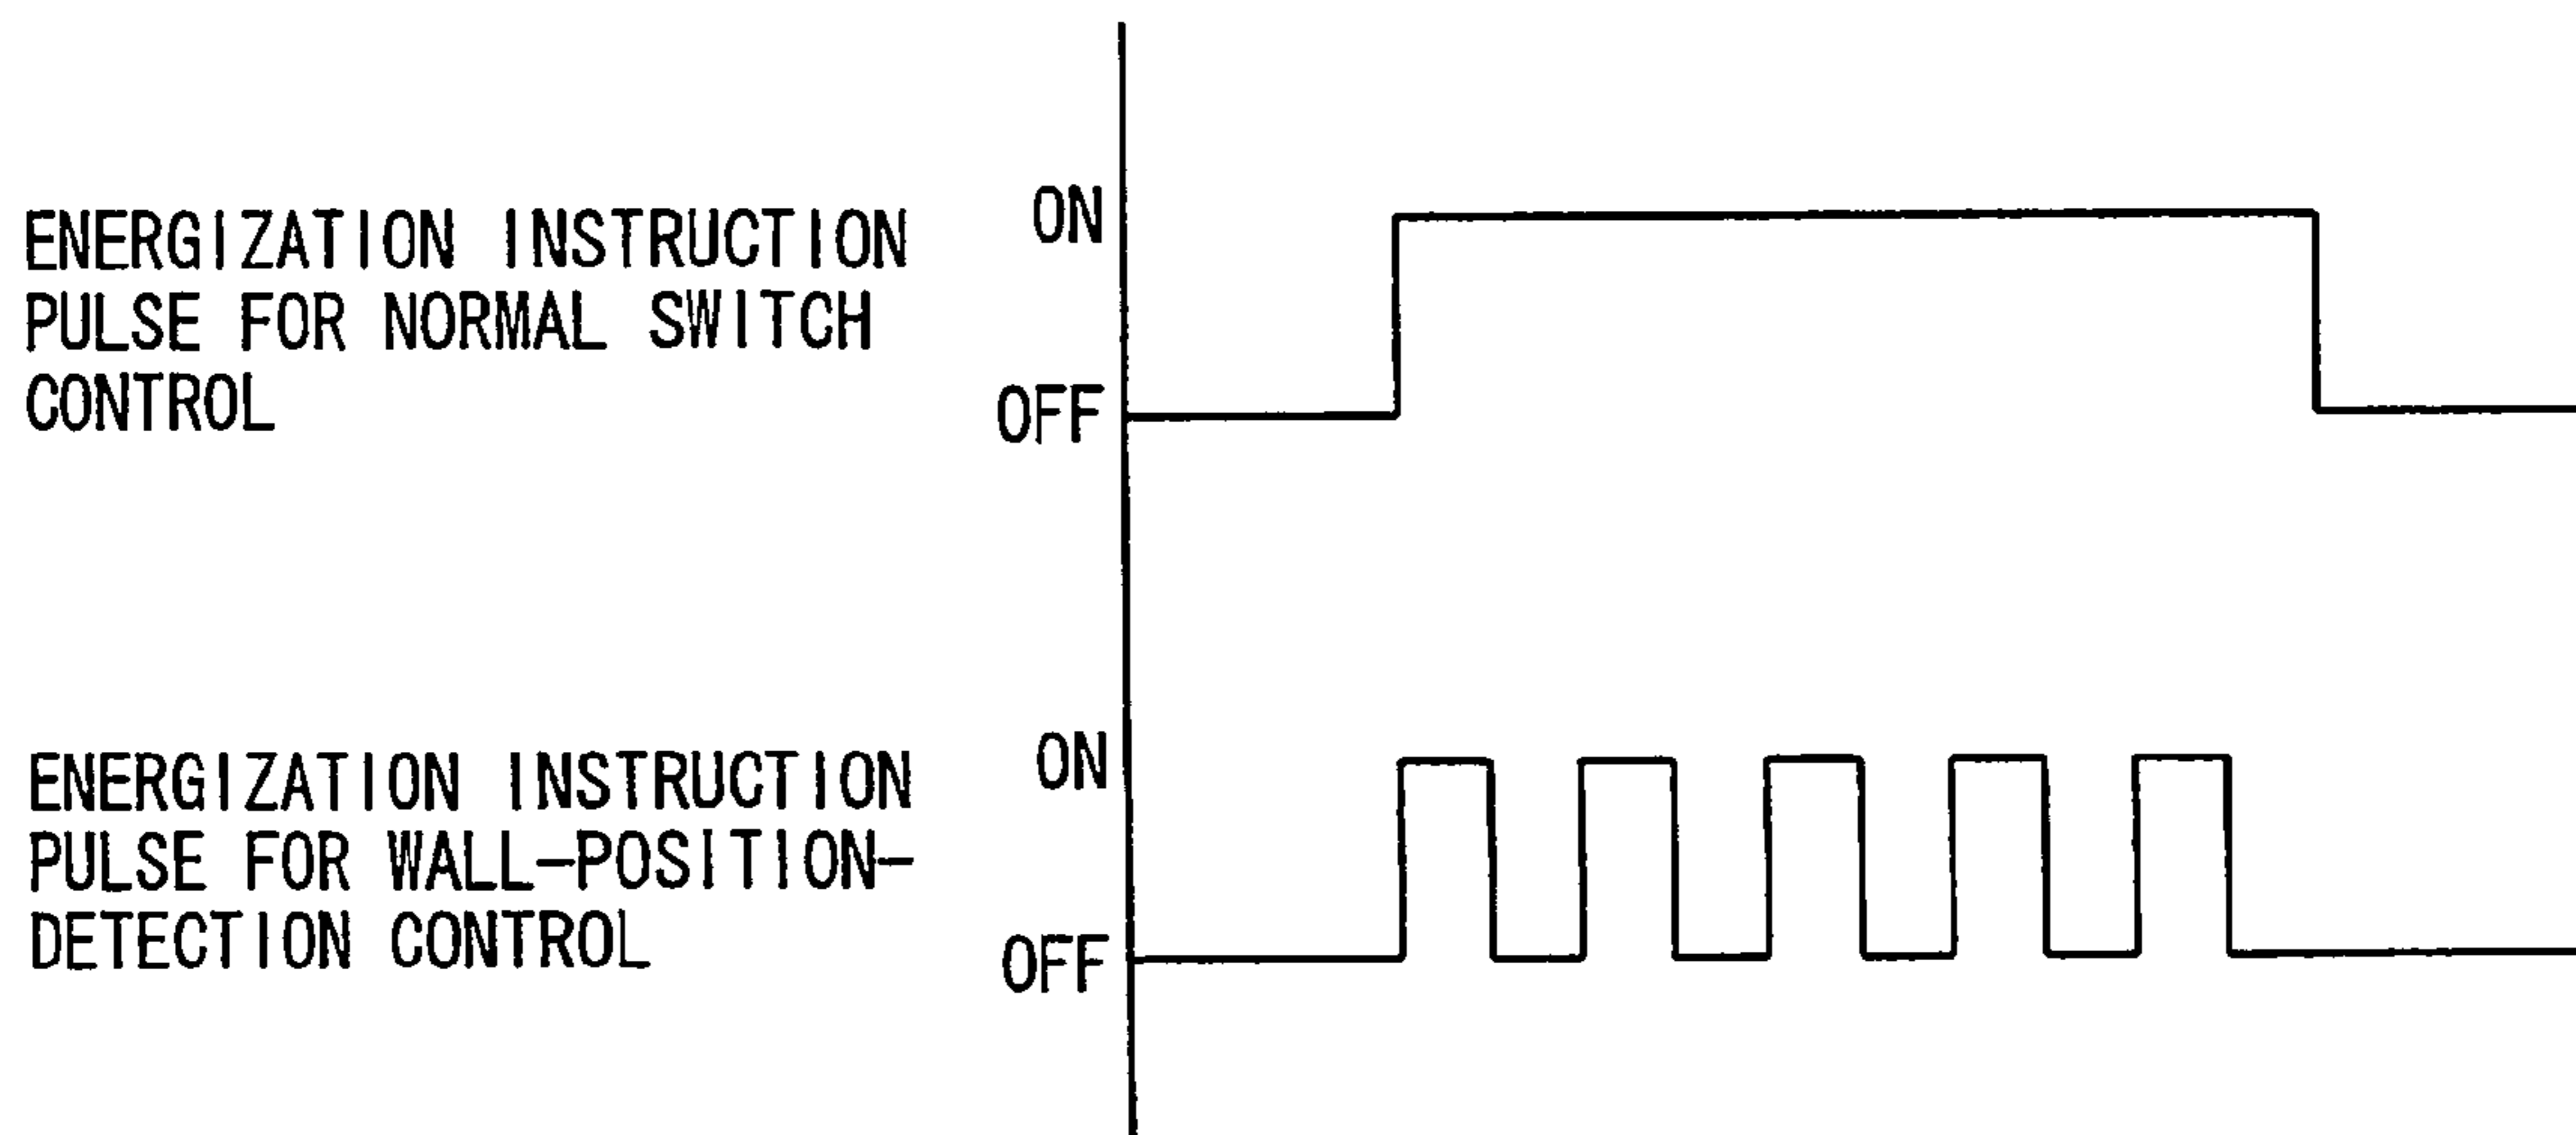 ENERGIZATION INSTRUCTION
PULSE FOR NORMAL SWITCH
CONTROL
ON
OFF
ENERGIZATION INSTRUCTION
PULSE FOR WALL-POSITION-
DETECTION CONTROL
ON
OFF